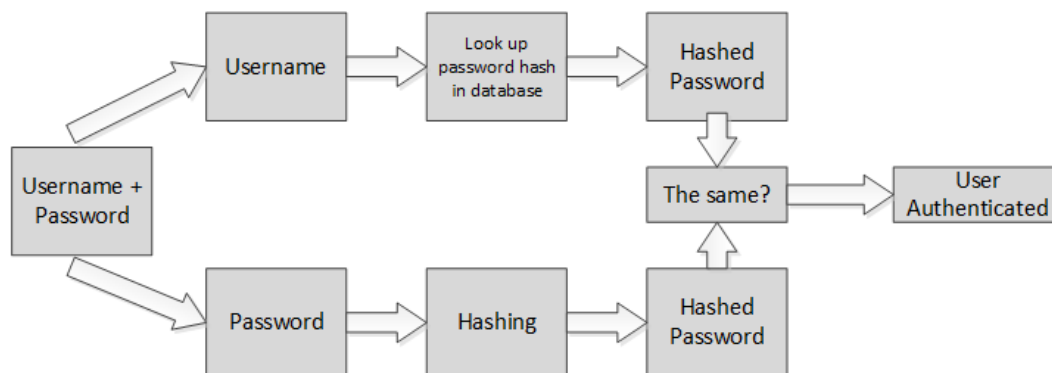 Username
Look up
password hash
in database
Hashed
Password
Username +
Password
The same?
User
Authenticated
Password
Hashing
Hashed
Password